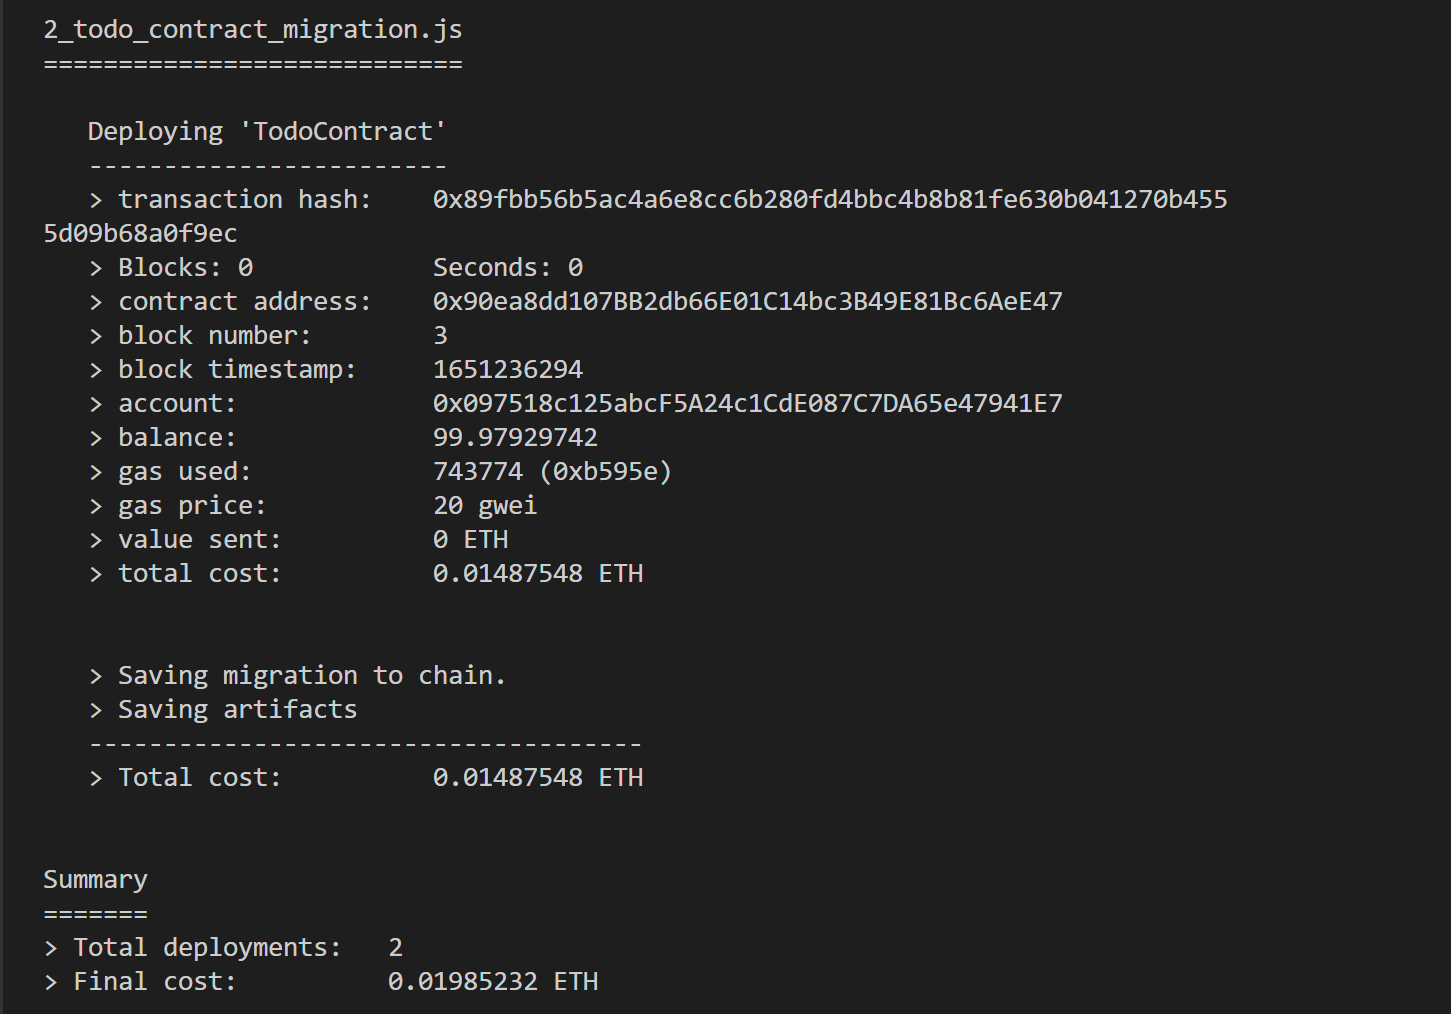 2_todo_contract_migration.js
============================
Deploying 'TodoContract'
------------------------
> transaction hash:    0x89fbb56b5ac4a6e8cc6b280fd4bbc4b8b81fe630b041270b455
5d09b68a0f9ec
> Blocks: 0            Seconds: 0
> contract address:    0x90ea8dd107BB2db66E01C14bc3B49E81Bc6AeE47
> block number:        3
> block timestamp:     1651236294
> account:             0x097518c125abcF5A24c1CdE087C7DA65e47941E7
> balance:             99.97929742
> gas used:            743774 (0xb595e)
> gas price:           20 gwei
> value sent:          0 ETH
> total cost:          0.01487548 ETH
> Saving migration to chain.
> Saving artifacts
-------------------------------------
> Total cost:          0.01487548 ETH
Summary
=======
> Total deployments:   2
> Final cost:          0.01985232 ETH